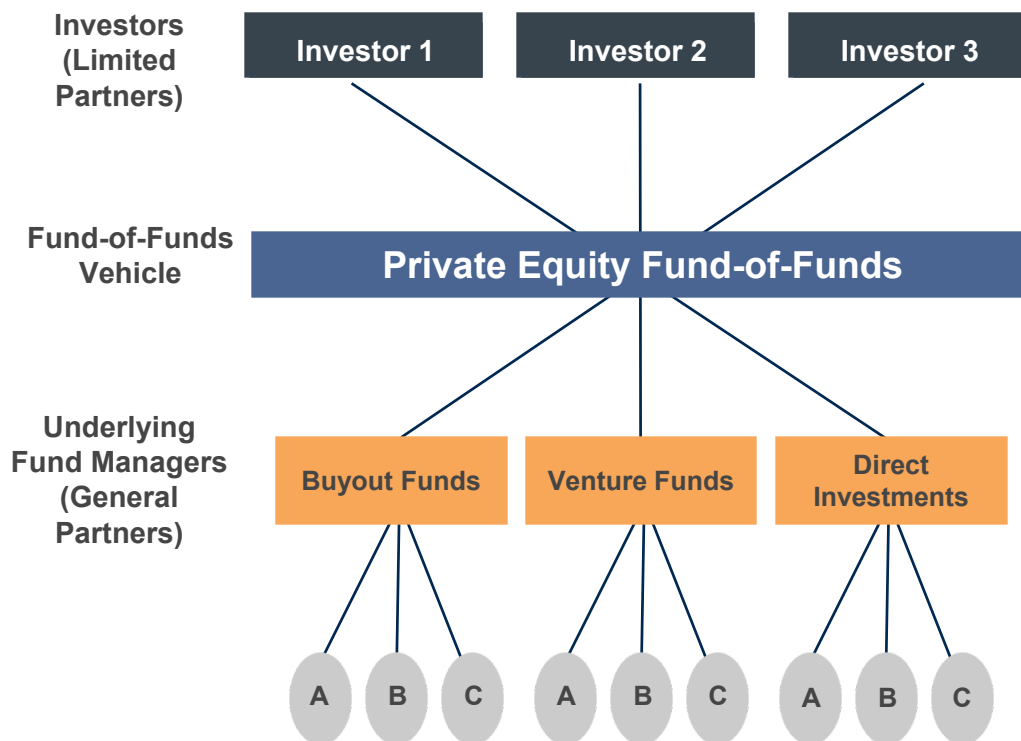 Investors
(Limited
Partners)
Investor 1
Investor 2
Investor 3
Fund-of-Funds
Vehicle
Private Equity Fund-of-Funds
Underlying
Fund Managers
(General
Partners)
Buyout Funds
Venture Funds
Direct
Investments
A
B
C
A
B
C
A
B
C